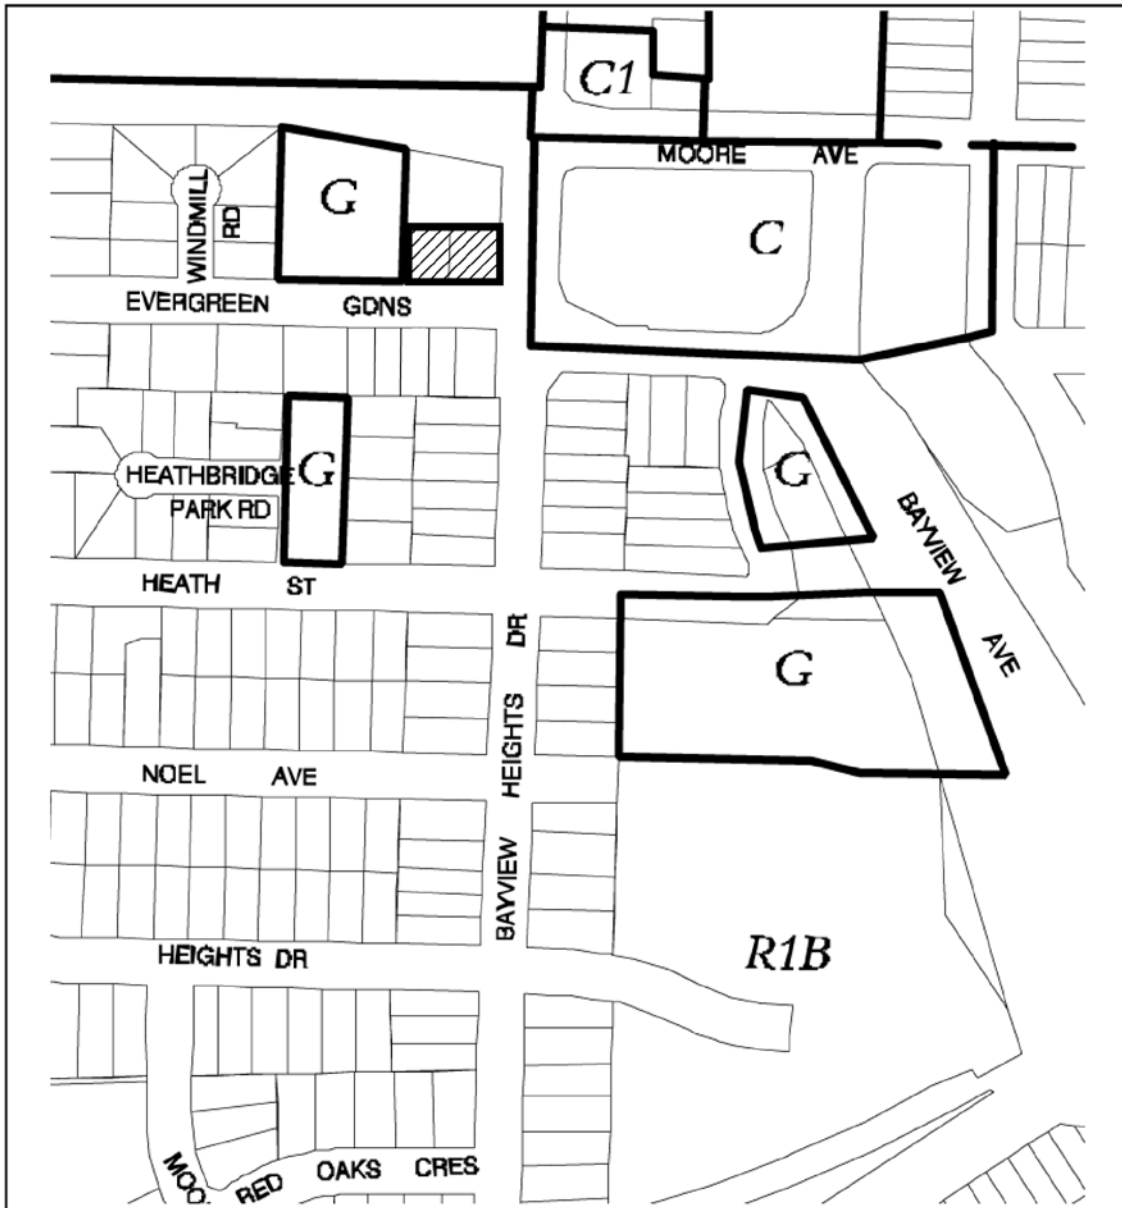 C1
MOORE AVE
G
WINDMILL
RD
C
EVERGREEN GDNS
G
HEATHBRIDGE
PARK RD
G
BAYVIEW
AVE
HEATH ST
G
BAYVIEW HEIGHTS DR
NOEL AVE
R1B
HEIGHTS DR
MOO
RED OAKS CRES